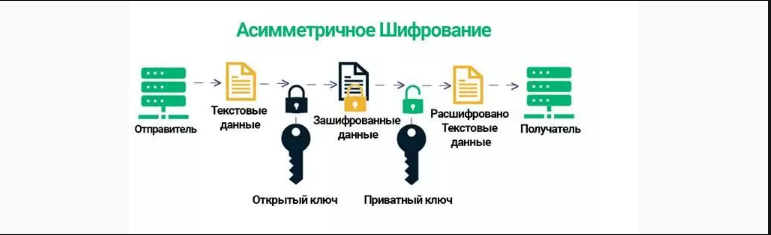 Асимметричное Шифрование
Отправитель
Текстовые
данные
Зашифрованные
данные
Расшифровано
Текстовые
данные
Получатель
Открытый ключ
Приватный ключ